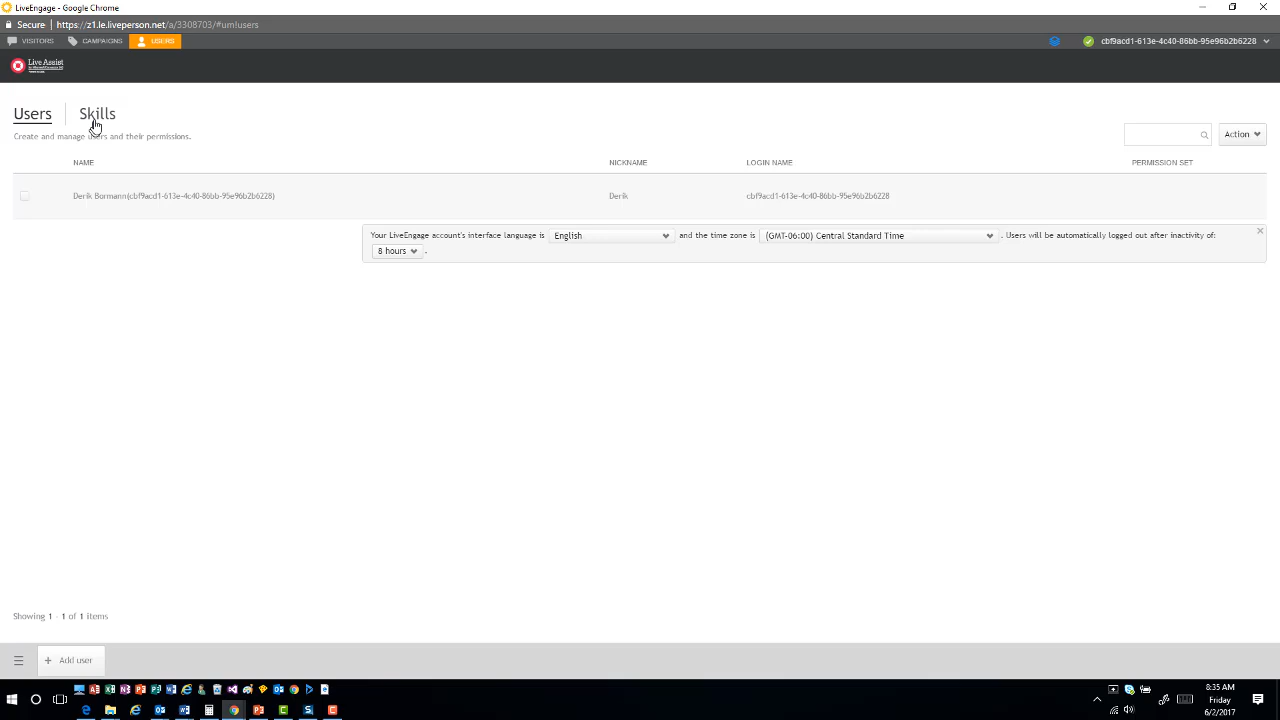 LiveEngage - Google Chrome
Secure https://z1.le.liveperson.net/a/3308703/#um!users
VISITORS CAMPAIGNS USERS cbf9acd1-613e-4c40-86bb-95e96b2b6228
Live Assist
Users Skills
Create and manage users and their permissions.
Action
NAME NICKNAME LOGIN NAME PERMISSION SET
Derik Bormann(cbf9acd1-613e-4c40-86bb-95e96b2b6228) Derik cbf9acd1-613e-4c40-86bb-95e96b2b6228
Your LiveEngage account's interface language is English and the time zone is (GMT-06:00) Central Standard Time . Users will be automatically logged out after inactivity of:
8 hours .
Showing 1 - 1 of 1 items
+ Add user
8:35 AM
Friday
6/2/2017